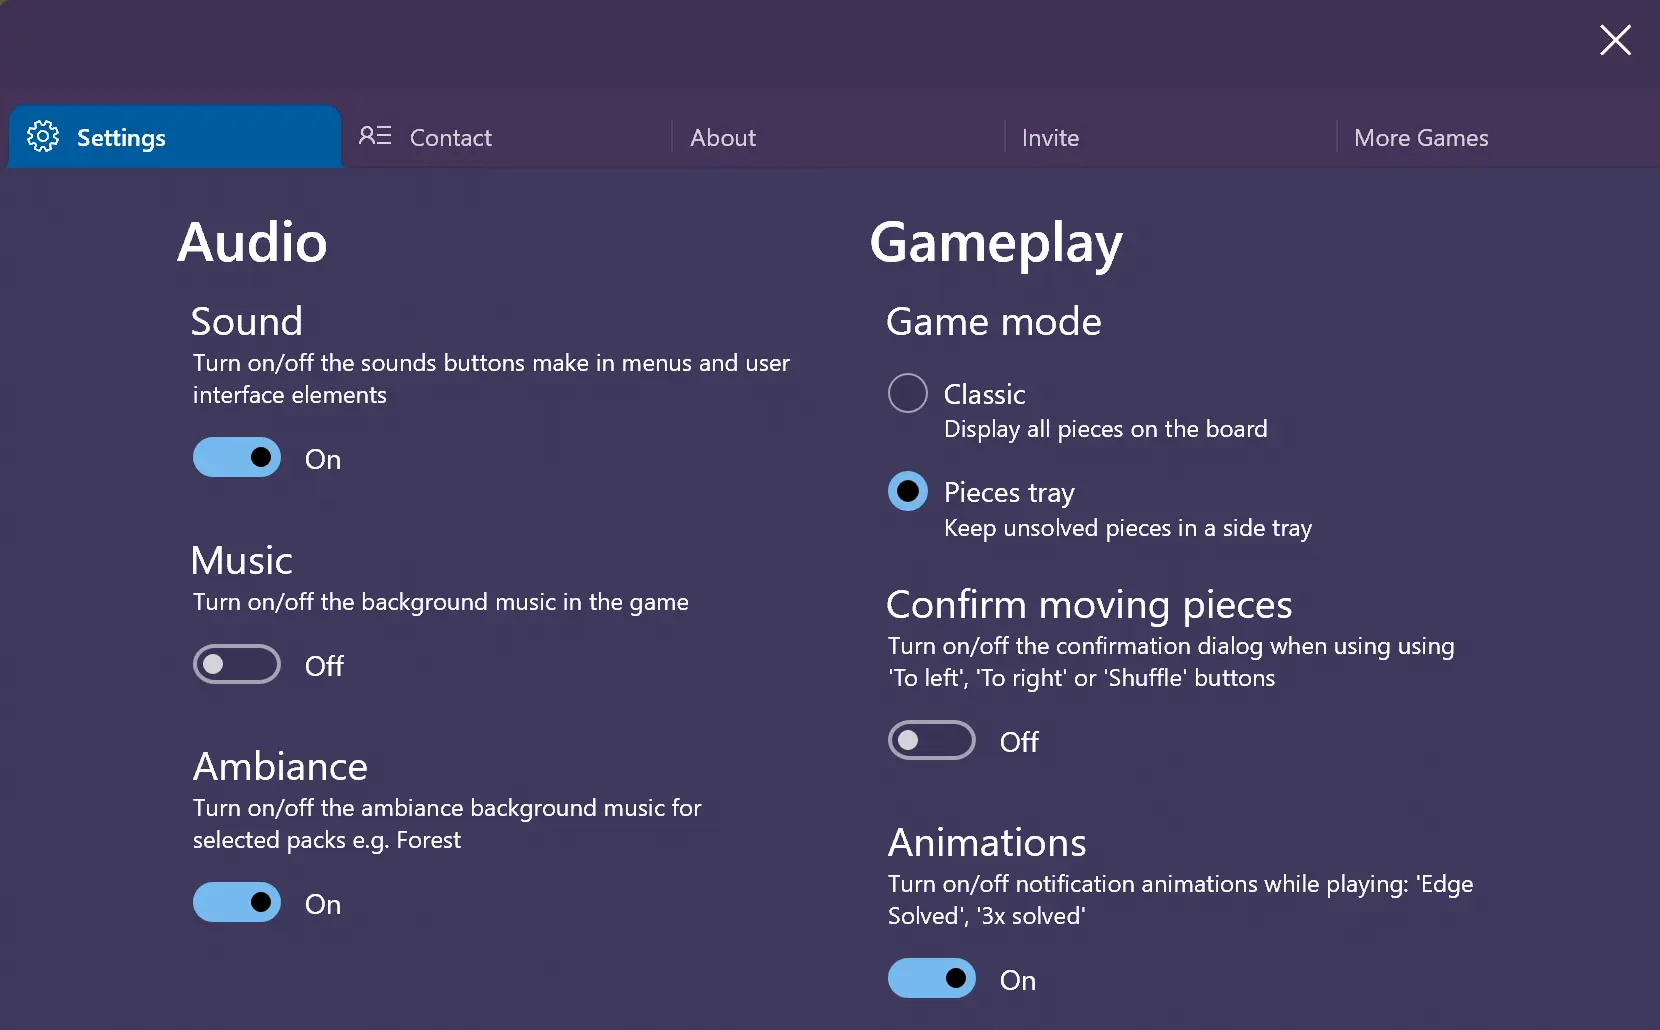 Settings
Contact
About
Invite
More Games
Audio
Sound
Turn on/off the sounds buttons make in menus and user
interface elements
On
Music
Turn on/off the background music in the game
Off
Ambiance
Turn on/off the ambiance background music for
selected packs e.g. Forest
On
Gameplay
Game mode
Classic
Display all pieces on the board
Pieces tray
Keep unsolved pieces in a side tray
Confirm moving pieces
Turn on/off the confirmation dialog when using using
'To left', 'To right' or 'Shuffle' buttons
Off
Animations
Turn on/off notification animations while playing: 'Edge
Solved', '3x solved'
On